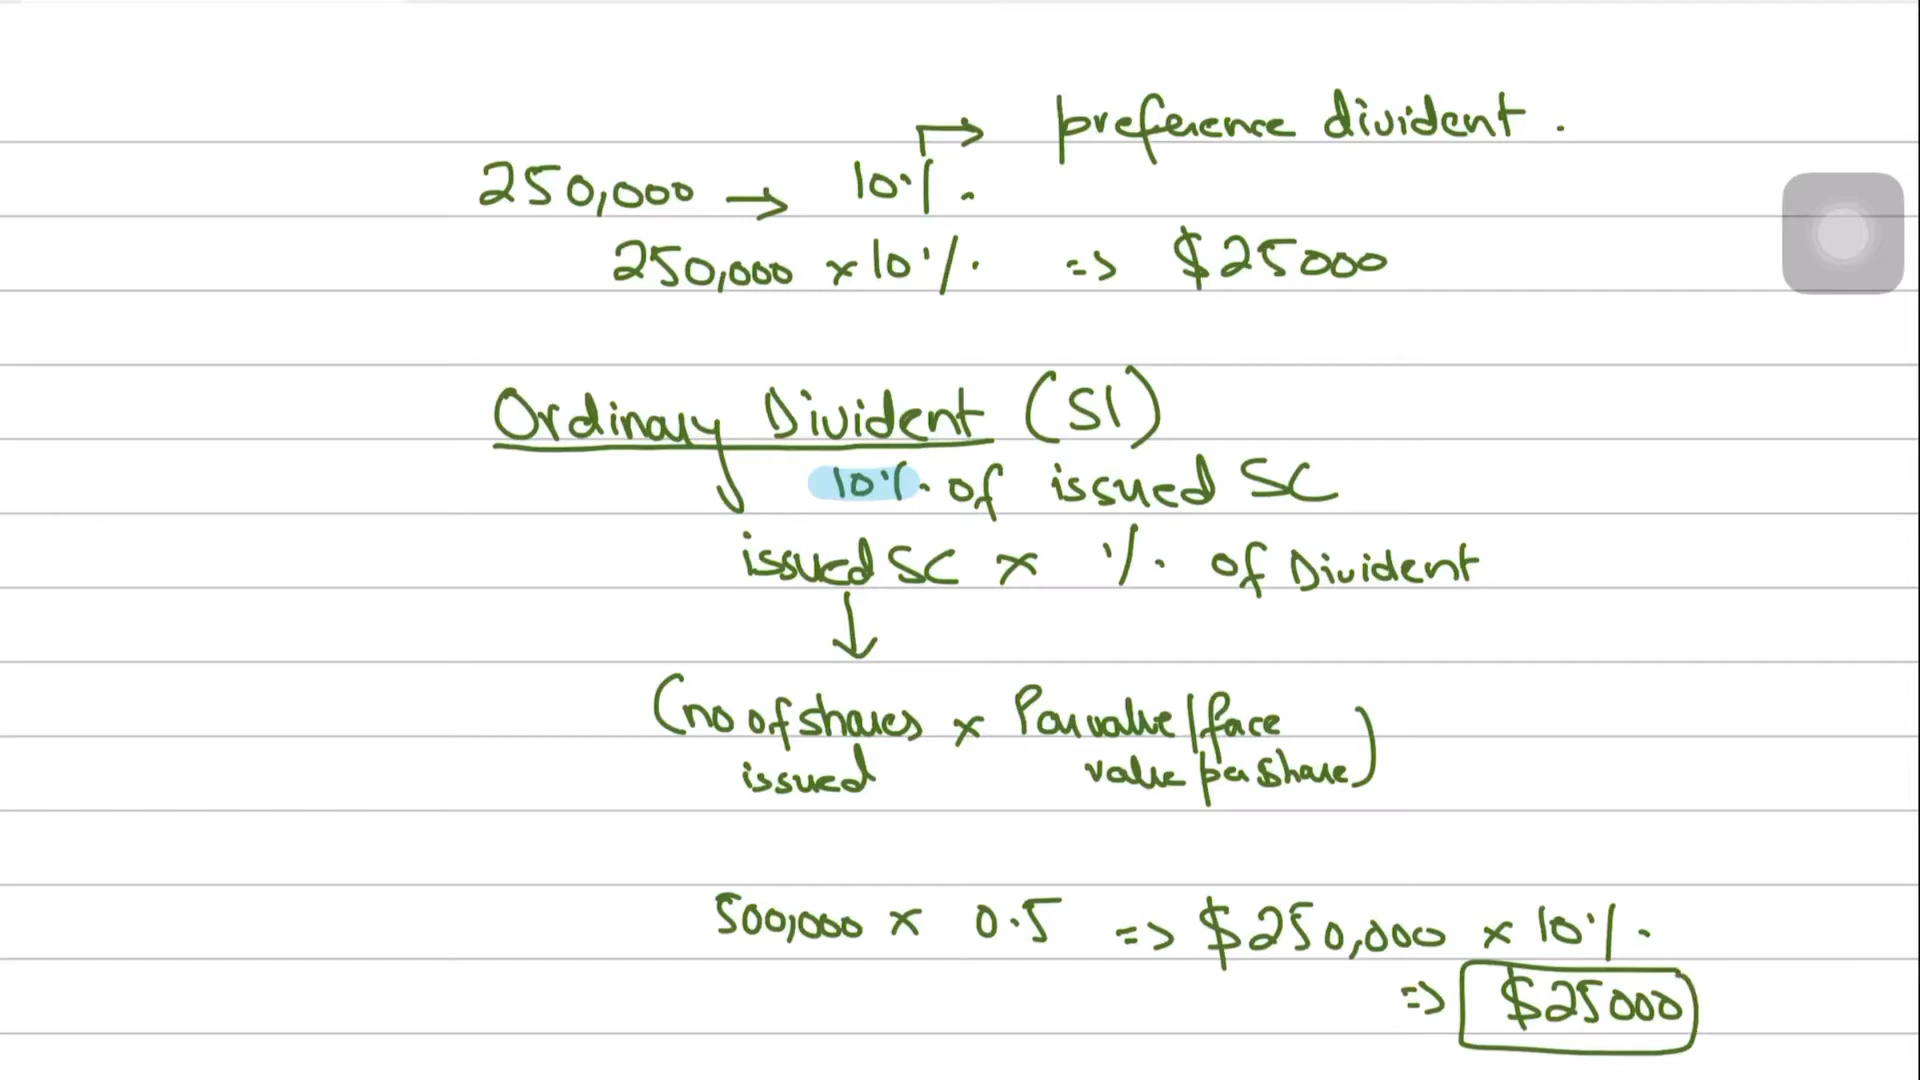 preference divident.
250,000 → 10%.
250,000 × 10%. => $25000
Ordinary Divident (S1)
10%. of issued SC
issued SC × %. of Divident
(no of shares × Par value/face
issued value per share)
500,000 × 0.5 => $250,000 × 10%.
=> $25000